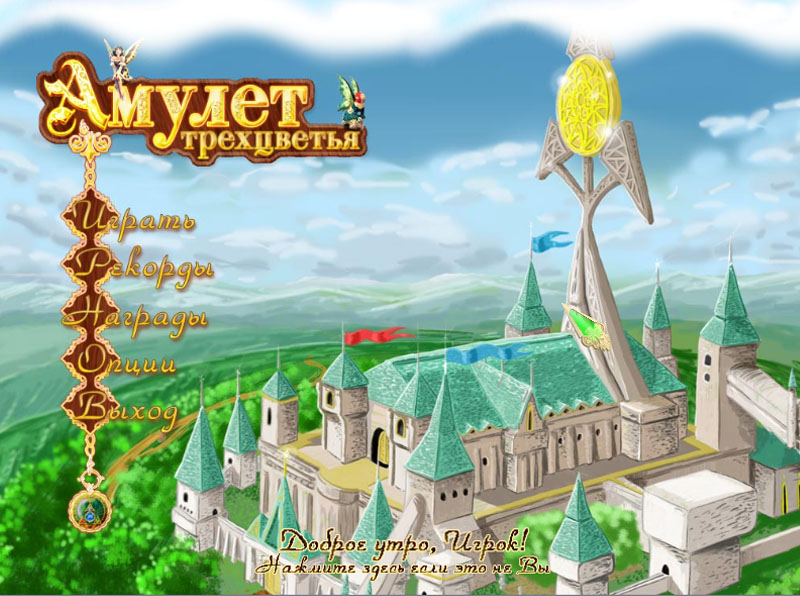 Амулет
трехцветья
Играть
Рекорды
Награды
Опции
Выход
Доброе утро, Игрок!
Нажмите здесь если это не Вы